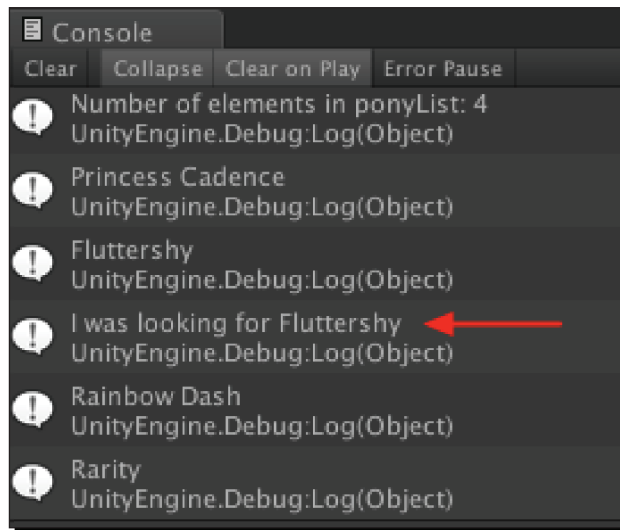 Console
Clear Collapse Clear on Play Error Pause
Number of elements in ponyList: 4
UnityEngine.Debug:Log(Object)
Princess Cadence
UnityEngine.Debug:Log(Object)
Fluttershy
UnityEngine.Debug:Log(Object)
I was looking for Fluttershy
UnityEngine.Debug:Log(Object)
Rainbow Dash
UnityEngine.Debug:Log(Object)
Rarity
UnityEngine.Debug:Log(Object)